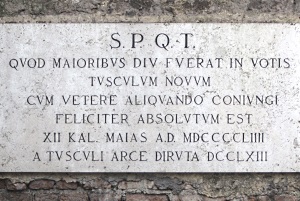 S.P.Q.T.
QVOD MAIORIBVS DIV FVERAT IN VOTIS
TVSCVLVM NOVVM
CVM VETERE ALIQVANDO CONIVNGI
FELICITER ABSOLVTVM EST
XII KAL. MAIAS A.D. MDCCCCLIIII
A TVSCVLI ARCE DIRVTA DCCLXIII